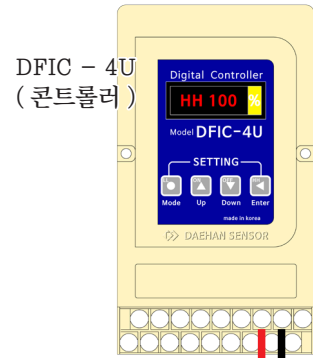 DFIC - 4U
( 콘트롤러 )
Digital Controller
HH 100 %
Model DFIC-4U
SETTING
Mode Up Down Enter
made in korea
DAEHAN SENSOR